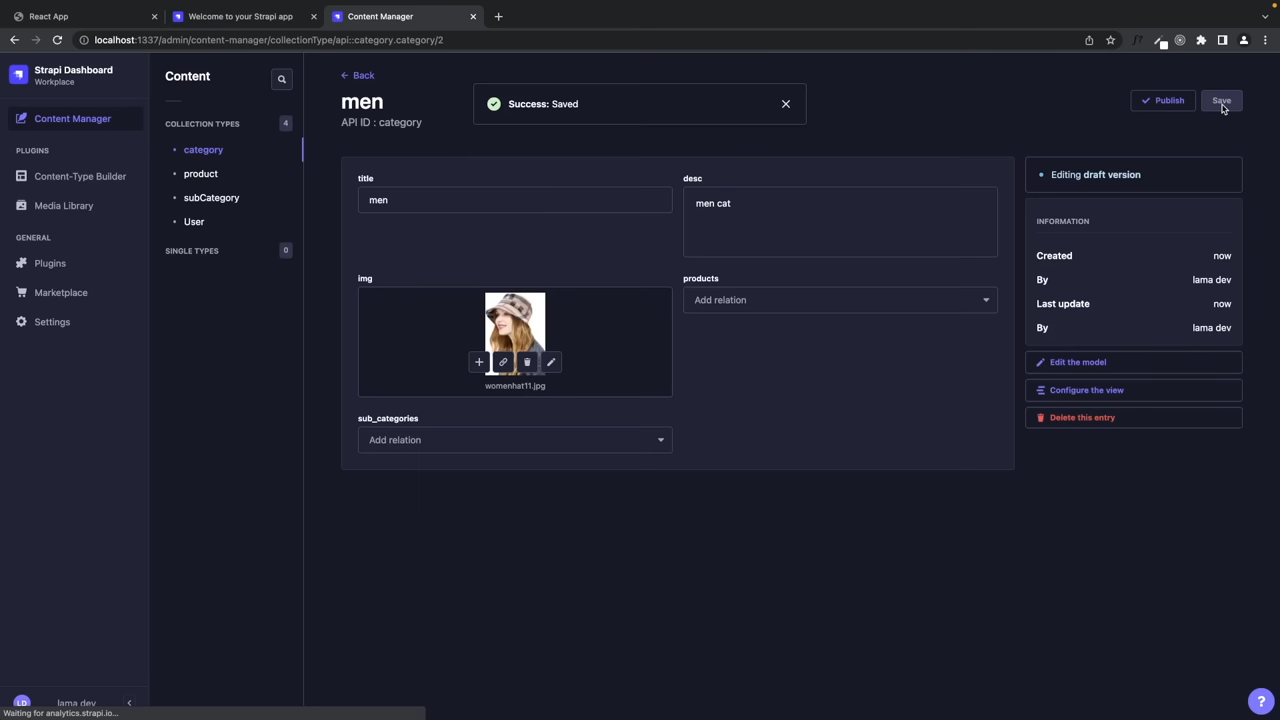 React App
Welcome to your Strapi app
Content Manager
localhost:1337/admin/content-manager/collectionType/api::category.category/2
Strapi Dashboard
Workplace
Content Manager
PLUGINS
Content-Type Builder
Media Library
GENERAL
Plugins
Marketplace
Settings
LD
lama dev
Waiting for analytics.strapi.io...
Content
COLLECTION TYPES
4
category
product
subCategory
User
SINGLE TYPES
0
Back
men
API ID : category
Success: Saved
Publish
Save
title
men
desc
men cat
img
womenhat11.jpg
products
Add relation
sub_categories
Add relation
Editing draft version
INFORMATION
Created now
By lama dev
Last update now
By lama dev
Edit the model
Configure the view
Delete this entry
?